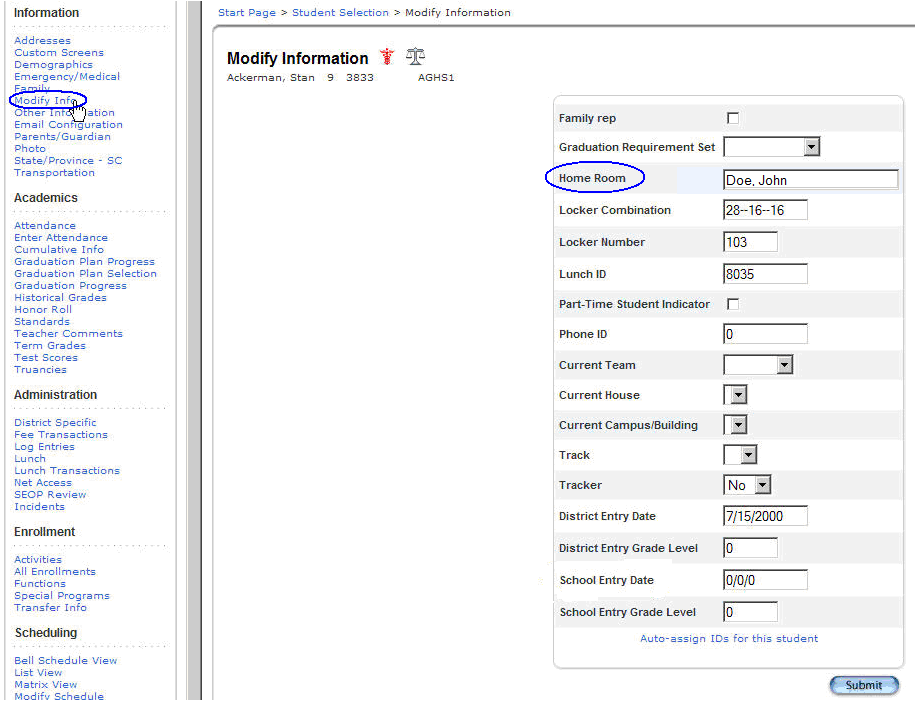 Information
Addresses
Custom Screens
Demographics
Emergency/Medical
Family
Modify Info
Other Information
Email Configuration
Parents/Guardian
Photo
State/Province - SC
Transportation
Academics
Attendance
Enter Attendance
Cumulative Info
Graduation Plan Progress
Graduation Plan Selection
Graduation Progress
Historical Grades
Honor Roll
Standards
Teacher Comments
Term Grades
Test Scores
Truancies
Administration
District Specific
Fee Transactions
Log Entries
Lunch
Lunch Transactions
Net Access
SEOP Review
Incidents
Enrollment
Activities
All Enrollments
Functions
Special Programs
Transfer Info
Scheduling
Bell Schedule View
List View
Matrix View
Modify Schedule
Start Page > Student Selection > Modify Information
Modify Information
Ackerman, Stan 9 3833 AGHS1
Family rep
Graduation Requirement Set
Home Room Doe, John
Locker Combination 28--16--16
Locker Number 103
Lunch ID 8035
Part-Time Student Indicator
Phone ID 0
Current Team
Current House
Current Campus/Building
Track
Tracker No
District Entry Date 7/15/2000
District Entry Grade Level 0
School Entry Date 0/0/0
School Entry Grade Level 0
Auto-assign IDs for this student
Submit